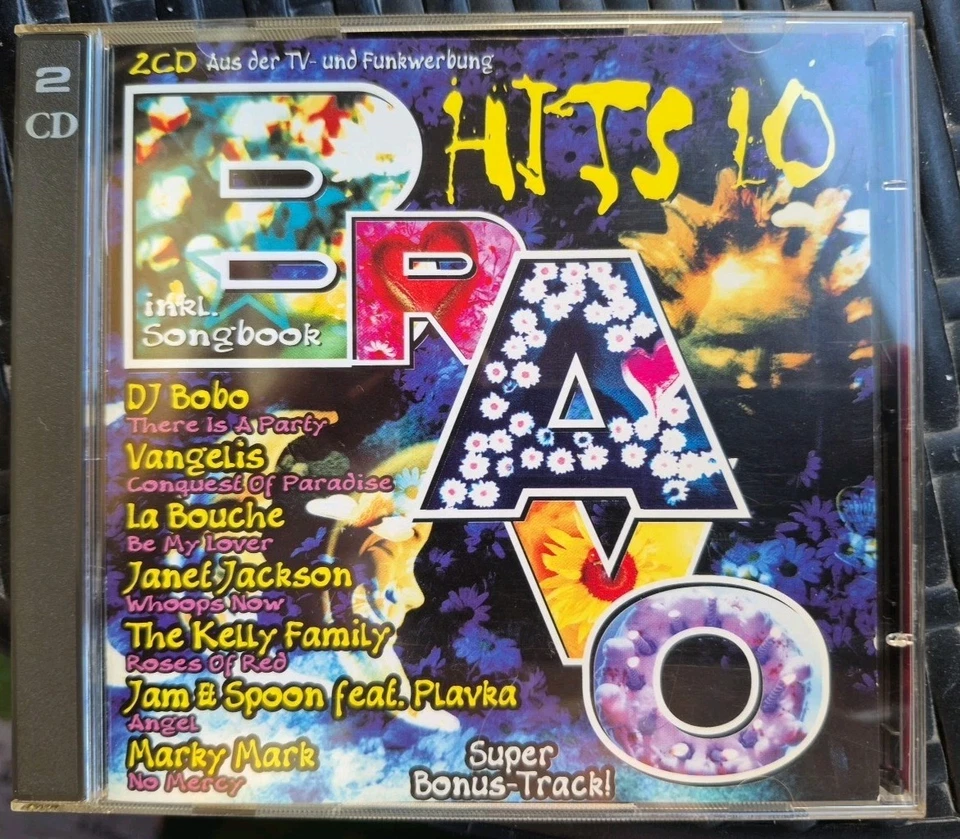 2
CD
2CD Aus der TV- und Funkwerbung
HITS 10
BRAVO
inkl.
Songbook
DJ Bobo
There Is A Party
Vangelis
Conquest Of Paradise
La Bouche
Be My Lover
Janet Jackson
Whoops Now
The Kelly Family
Roses Of Red
Jam & Spoon feat. Plavka
Angel
Marky Mark
No Mercy
Super
Bonus-Track!